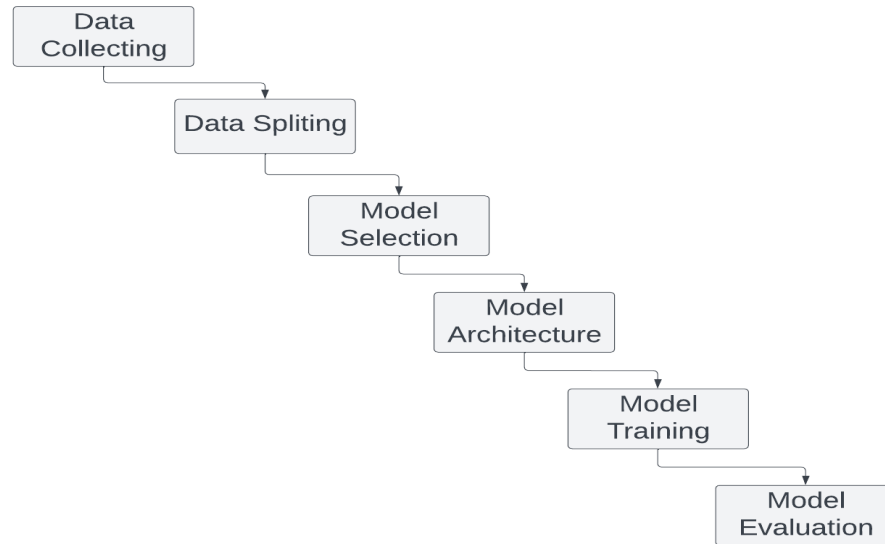 Data
Collecting
Data Spliting
Model
Selection
Model
Architecture
Model
Training
Model
Evaluation